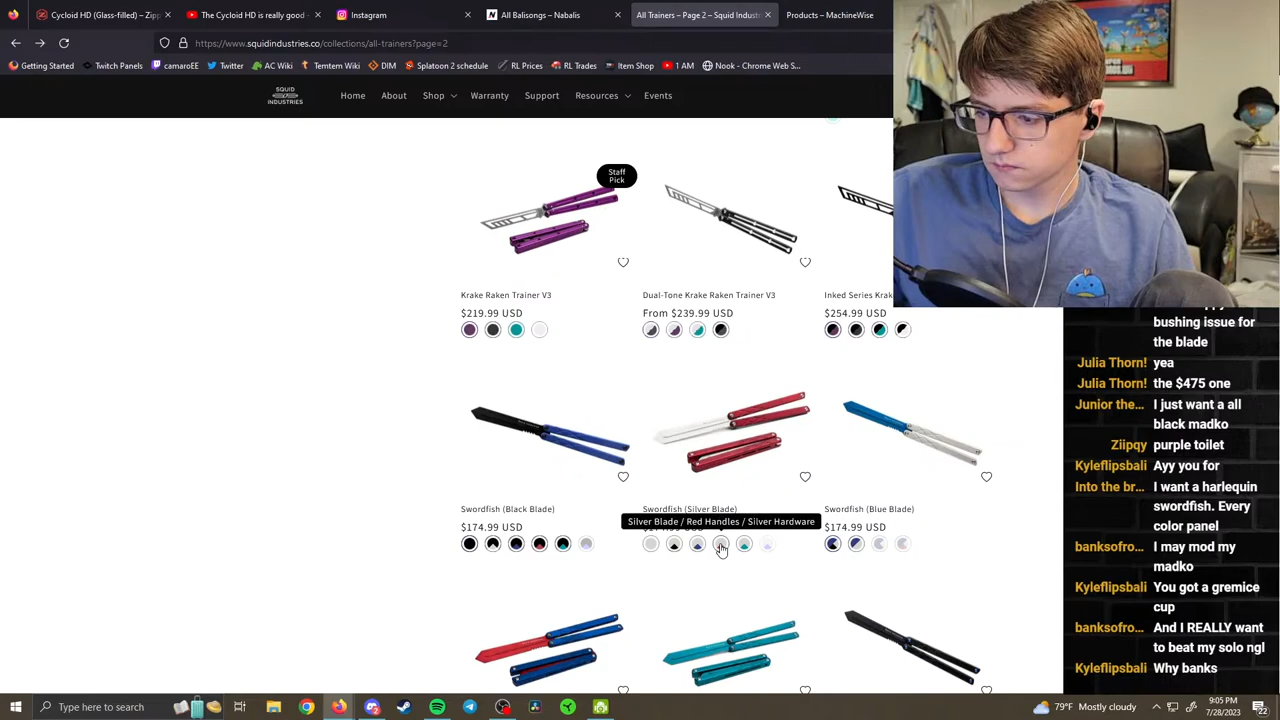 Cycloid HD (Glass-filled) – Zipp
The Cycloid HD is really good -
Instagram
All Balisongs – Nabalis
All Trainers – Page 2 – Squid Indust
Products – MachineWise
https://www.squidindustries.co/collections/all-trainers?page=2
Getting Started
Twitch Panels
camaroEE
Twitter
AC Wiki
Temtem Wiki
DIM
Splatoon 2 schedule
RL Prices
RL Trades
Item Shop
1 AM
Nook - Chrome Web S...
SQUID
INDUSTRIES
Home
About
Shop
Warranty
Support
Resources
Events
Staff
Pick
Krake Raken Trainer V3
$219.99 USD
Dual-Tone Krake Raken Trainer V3
From $239.99 USD
Inked Series Krak
$254.99 USD
Swordfish (Black Blade)
$174.99 USD
Swordfish (Silver Blade)
Silver Blade / Red Handles / Silver Hardware
Swordfish (Blue Blade)
$174.99 USD
bushing issue for
the blade
Julia Thorn! yea
Julia Thorn! the $475 one
Junior the... I just want a all
black madko
Ziipqy purple toilet
Kyleflipsbali Ayy you for
Into the br... I want a harlequin
swordfish. Every
color panel
banksofro... I may mod my
madko
Kyleflipsbali You got a gremice
cup
banksofro... And I REALLY want
to beat my solo ngl
Kyleflipsbali Why banks
Type here to search
79°F Mostly cloudy
9:05 PM
7/28/2023
22